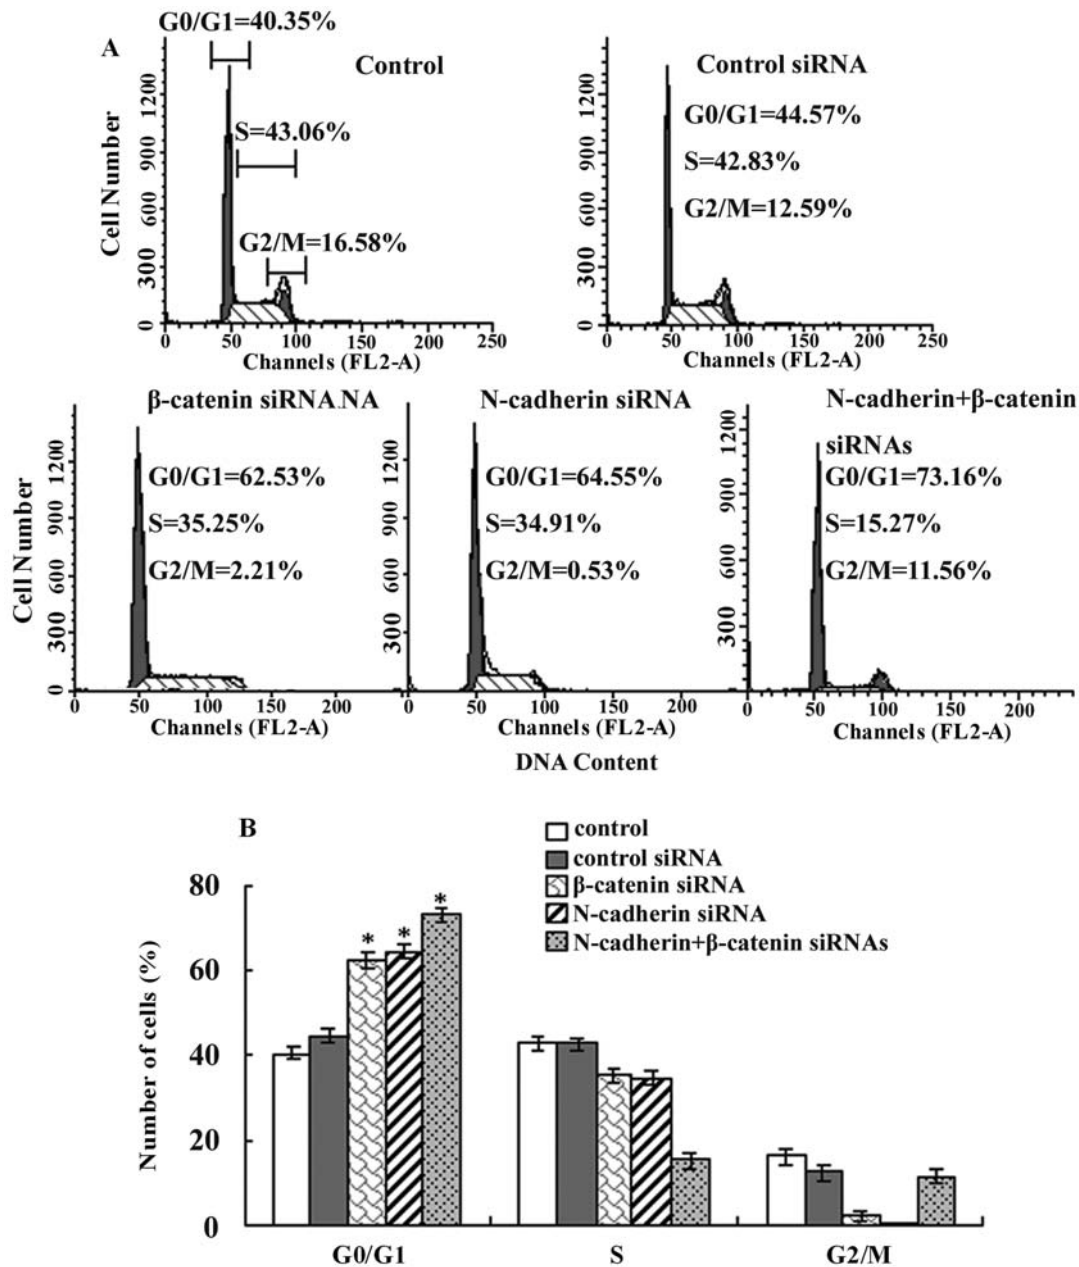 A
G0/G1=40.35%
Control
S=43.06%
G2/M=16.58%
Cell Number
1200
900
600
300
0
0 50 100 150 200 250
Channels (FL2-A)
Control siRNA
G0/G1=44.57%
S=42.83%
G2/M=12.59%
1200
900
600
300
0
0 50 100 150 200 250
Channels (FL2-A)
β-catenin siRNA.NA
G0/G1=62.53%
S=35.25%
G2/M=2.21%
Cell Number
1200
900
600
300
0
0 50 100 150 200
Channels (FL2-A)
N-cadherin siRNA
G0/G1=64.55%
S=34.91%
G2/M=0.53%
1200
900
600
300
0 50 100 150 200
Channels (FL2-A)
N-cadherin+β-catenin
siRNAs
G0/G1=73.16%
S=15.27%
G2/M=11.56%
1200
900
600
300
0 50 100 150 200
Channels (FL2-A)
DNA Content
B
control
control siRNA
β-catenin siRNA
N-cadherin siRNA
N-cadherin+β-catenin siRNAs
Number of cells (%)
80
60
40
20
0
* * *
G0/G1 S G2/M